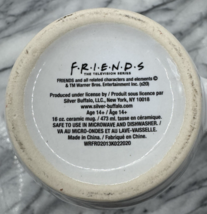 F·R·I·E·N·D·S
THE TELEVISION SERIES
FRIENDS and all related characters and elements ©
& TM Warner Bros. Entertainment Inc. (s20)
Produced under license by / Produit sous licence par
Silver Buffalo, LLC., New York, NY 10018
www.silver-buffalo.com
Age 14+ / Age 14+
16 oz. ceramic mug. / 473 ml, tasse en céramique.
SAFE TO USE IN MICROWAVE AND DISHWASHER. /
VA AU MICRO-ONDES ET AU LAVE-VAISSELLE.
Made in China. / Fabriqué en Chine.
WRFR02013K022020